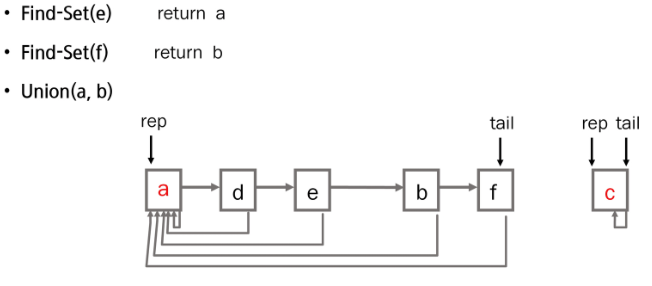 • Find-Set(e) return a
• Find-Set(f) return b
• Union(a, b)
rep tail rep tail
a d e b f c